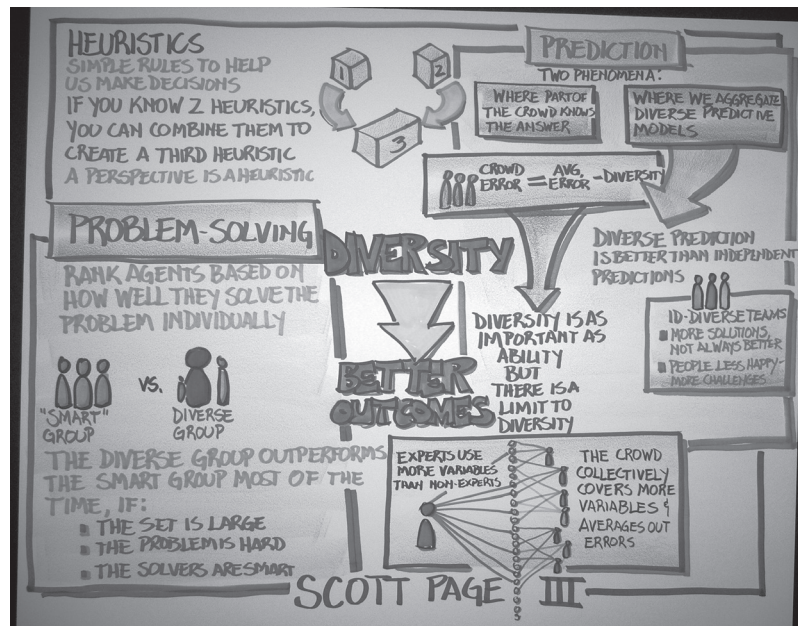 HEURISTICS
SIMPLE RULES TO HELP
US MAKE DECISIONS
IF YOU KNOW 2 HEURISTICS,
YOU CAN COMBINE THEM TO
CREATE A THIRD HEURISTIC
A PERSPECTIVE IS A HEURISTIC
1
2
3
PREDICTION
TWO PHENOMENA:
WHERE PART OF
THE CROWD KNOWS
THE ANSWER
WHERE WE AGGREGATE
DIVERSE PREDICTIVE
MODELS
CROWD ERROR = AVG. ERROR - DIVERSITY
DIVERSE PREDICTION
IS BETTER THAN INDEPENDENT
PREDICTIONS
ID-DIVERSE TEAMS
MORE SOLUTIONS,
NOT ALWAYS BETTER
PEOPLE LESS HAPPY-
MORE CHALLENGES
PROBLEM-SOLVING
RANK AGENTS BASED ON
HOW WELL THEY SOLVE THE
PROBLEM INDIVIDUALLY
"SMART"
GROUP
VS.
DIVERSE
GROUP
THE DIVERSE GROUP OUTPERFORMS
THE SMART GROUP MOST OF THE
TIME, IF:
THE SET IS LARGE
THE PROBLEM IS HARD
THE SOLVERS ARE SMART
DIVERSITY
BETTER
OUTCOMES
DIVERSITY IS AS
IMPORTANT AS
ABILITY
BUT
THERE IS A
LIMIT TO
DIVERSITY
EXPERTS USE
MORE VARIABLES
THAN NON-EXPERTS
THE CROWD
COLLECTIVELY
COVERS MORE
VARIABLES &
AVERAGES OUT
ERRORS
SCOTT PAGE III